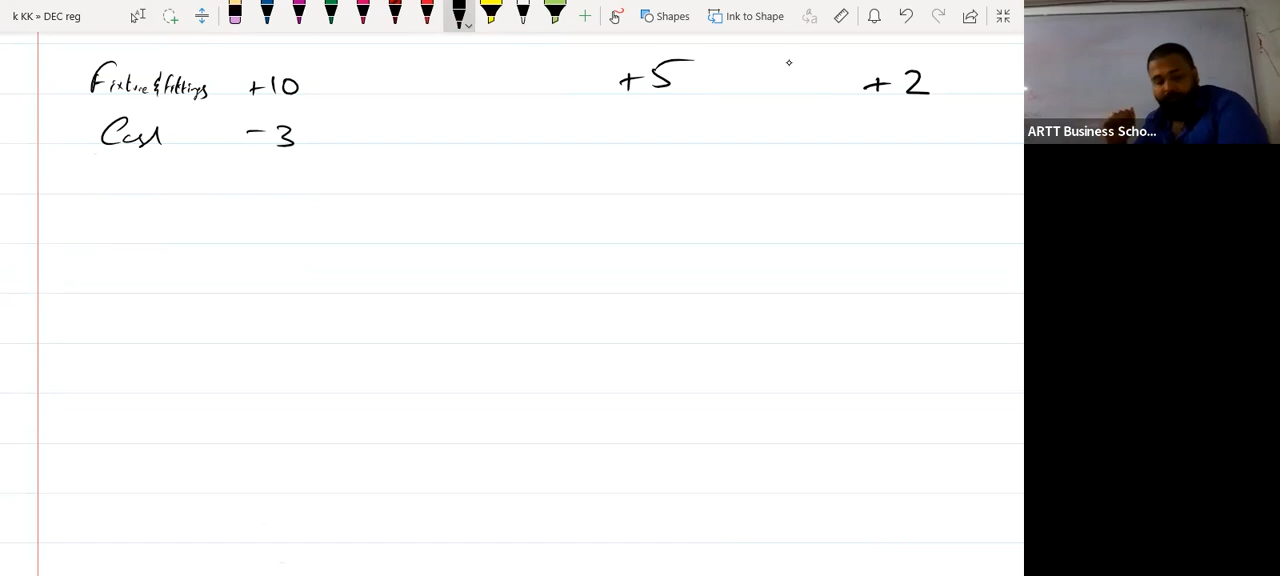 k KK » DEC reg
Shapes
Ink to Shape
Fixture & fittings +10 +5 +2
Cash - 3
ARTT Business Scho...